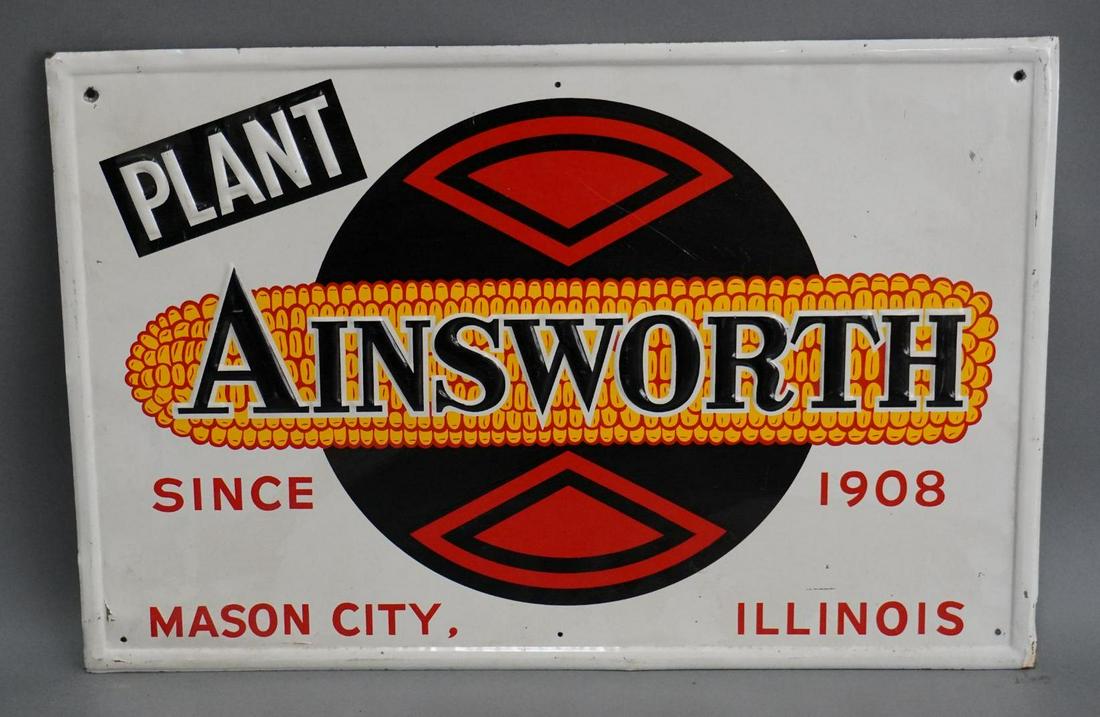 PLANT
AINSWORTH
SINCE 1908
MASON CITY, ILLINOIS